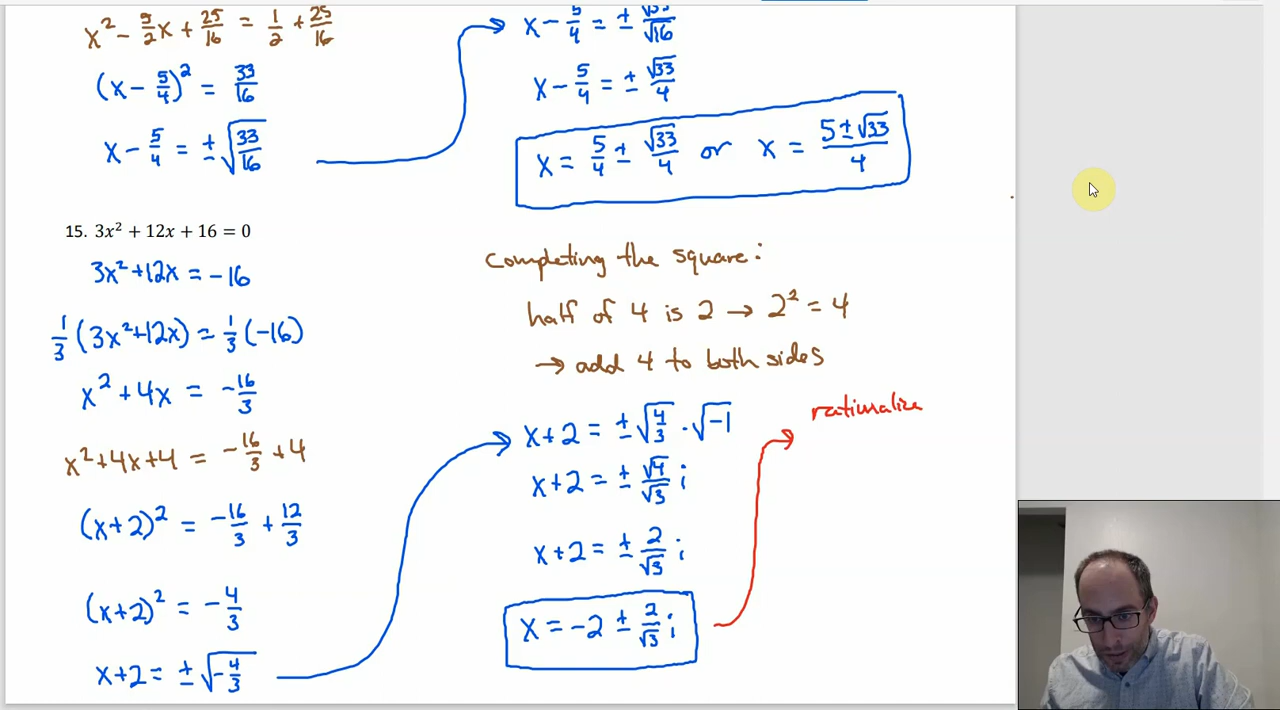 x² - 5/2x + 25/16 = 1/2 + 25/16
(x - 5/4)² = 33/16
x - 5/4 = ±√(33/16)
x - 5/4 = ± √33/√16
x - 5/4 = ± √33/4
x = 5/4 ± √33/4 or x = (5±√33)/4
15. 3x² + 12x + 16 = 0
3x²+12x = -16
1/3(3x²+12x) = 1/3(-16)
x² + 4x = -16/3
x²+4x+4 = -16/3 + 4
(x+2)² = -16/3 + 12/3
(x+2)² = -4/3
x+2 = ±√(-4/3)
completing the square:
half of 4 is 2 → 2² = 4
→ add 4 to both sides
x+2 = ±√(4/3) · √-1
x+2 = ± √4/√3 i
x+2 = ± 2/√3 i
x = -2 ± 2/√3 i
rationalize